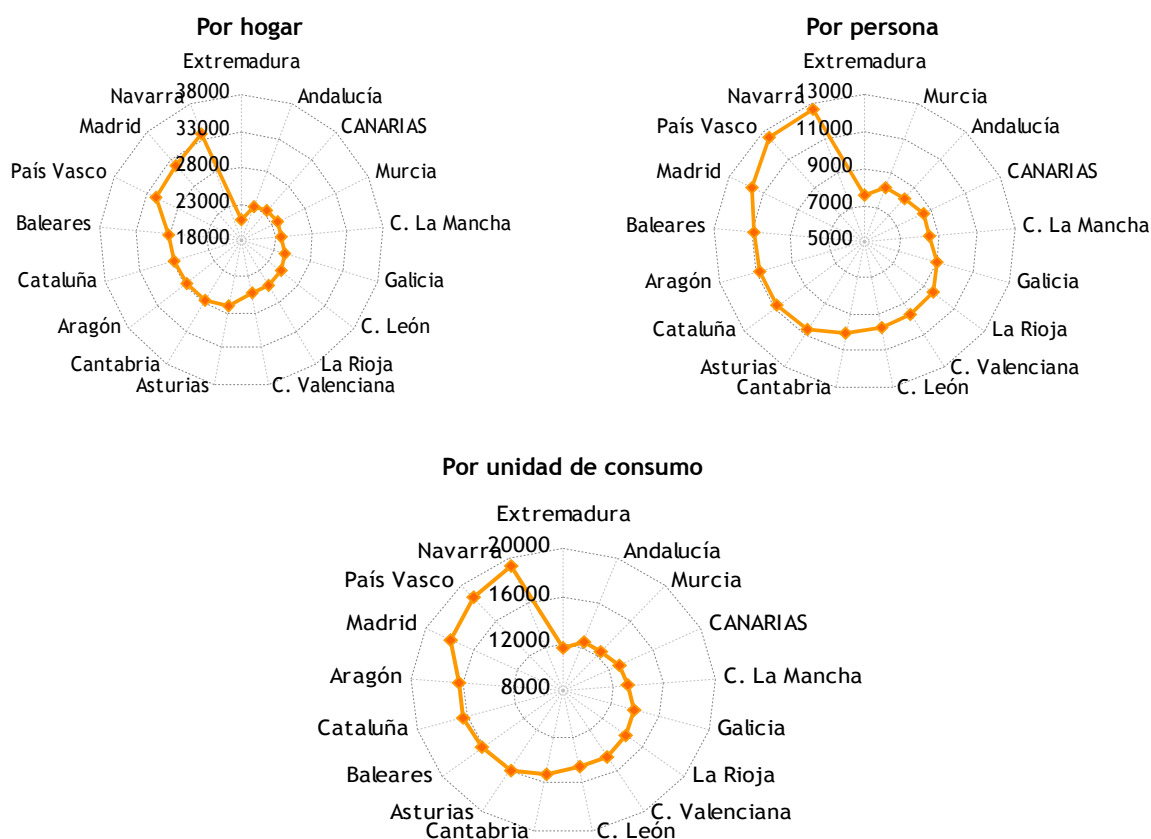 Por hogar
Extremadura
Andalucía
CANARIAS
Murcia
C. La Mancha
Galicia
C. León
La Rioja
C. Valenciana
Asturias
Cantabria
Aragón
Cataluña
Baleares
País Vasco
Madrid
Navarra
38000
33000
28000
23000
18000
Por persona
Extremadura
Murcia
Andalucía
CANARIAS
C. La Mancha
Galicia
La Rioja
C. Valenciana
C. León
Cantabria
Asturias
Cataluña
Aragón
Baleares
Madrid
País Vasco
Navarra
13000
11000
9000
7000
5000
Por unidad de consumo
Extremadura
Andalucía
Murcia
CANARIAS
C. La Mancha
Galicia
La Rioja
C. Valenciana
C. León
Cantabria
Asturias
Baleares
Cataluña
Aragón
Madrid
País Vasco
Navarra
20000
16000
12000
8000